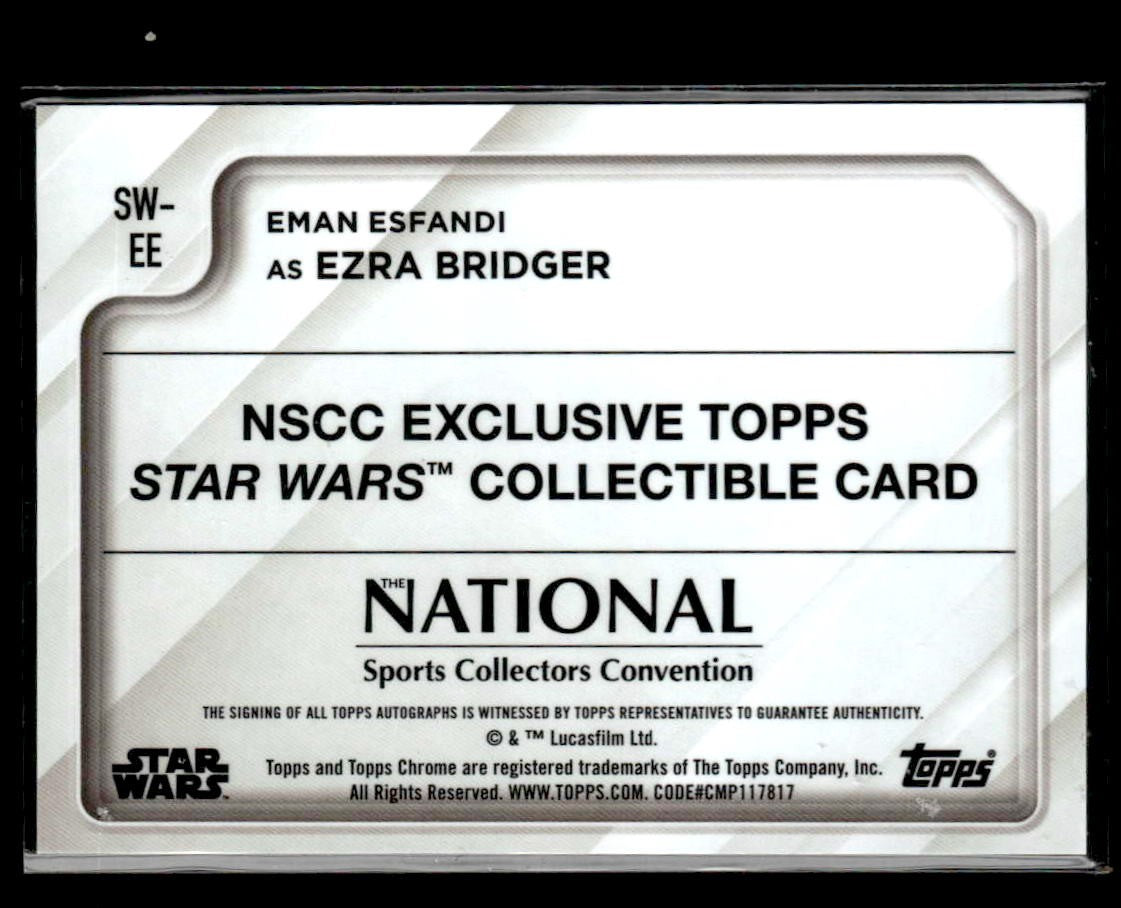 SW-
EE
EMAN ESFANDI
AS EZRA BRIDGER
NSCC EXCLUSIVE TOPPS
STAR WARS™ COLLECTIBLE CARD
THE NATIONAL
Sports Collectors Convention
THE SIGNING OF ALL TOPPS AUTOGRAPHS IS WITNESSED BY TOPPS REPRESENTATIVES TO GUARANTEE AUTHENTICITY.
© & ™ Lucasfilm Ltd.
STAR
WARS™
Topps and Topps Chrome are registered trademarks of The Topps Company, Inc.
All Rights Reserved. WWW.TOPPS.COM. CODE#CMP117817
topps®